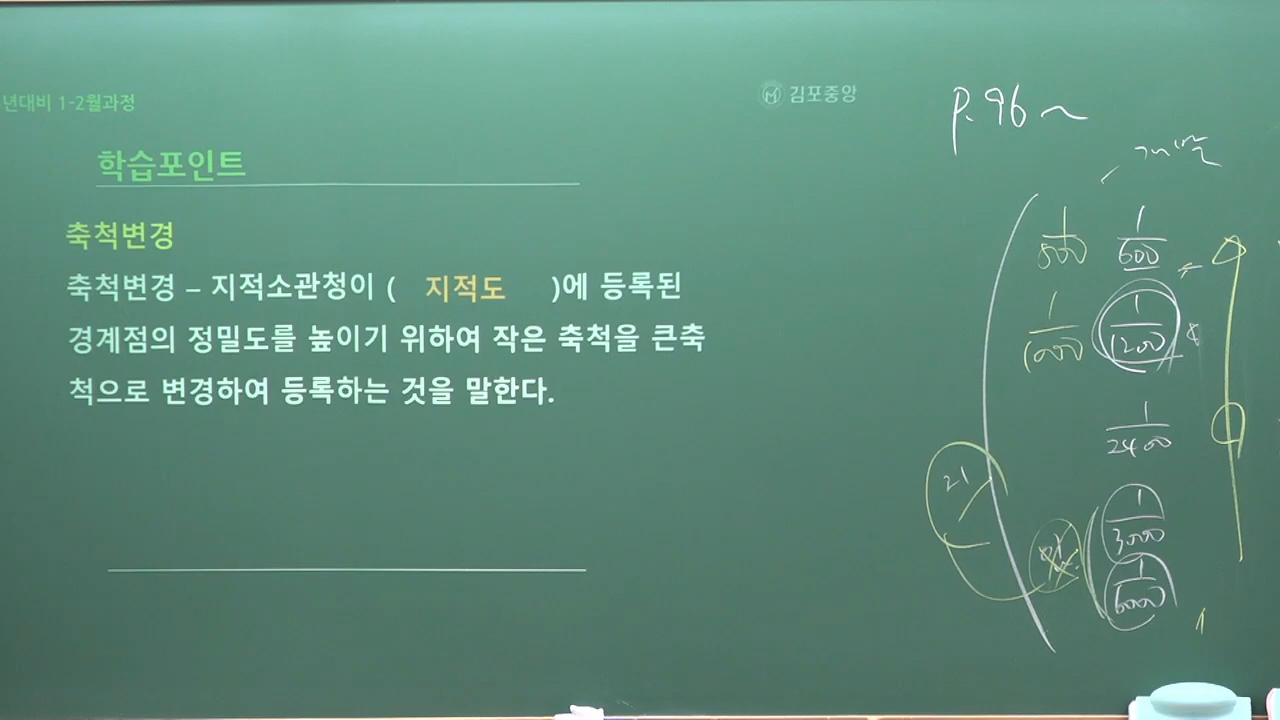 년대비 1-2월과정
김포중앙
P.96~
학습포인트
축척변경
축척변경 – 지적소관청이 ( 지적도 )에 등록된
경계점의 정밀도를 높이기 위하여 작은 축척을 큰축
척으로 변경하여 등록하는 것을 말한다.
1/500 1/600
1/1000 1/1200
1/2400
21
1/3000
1/6000